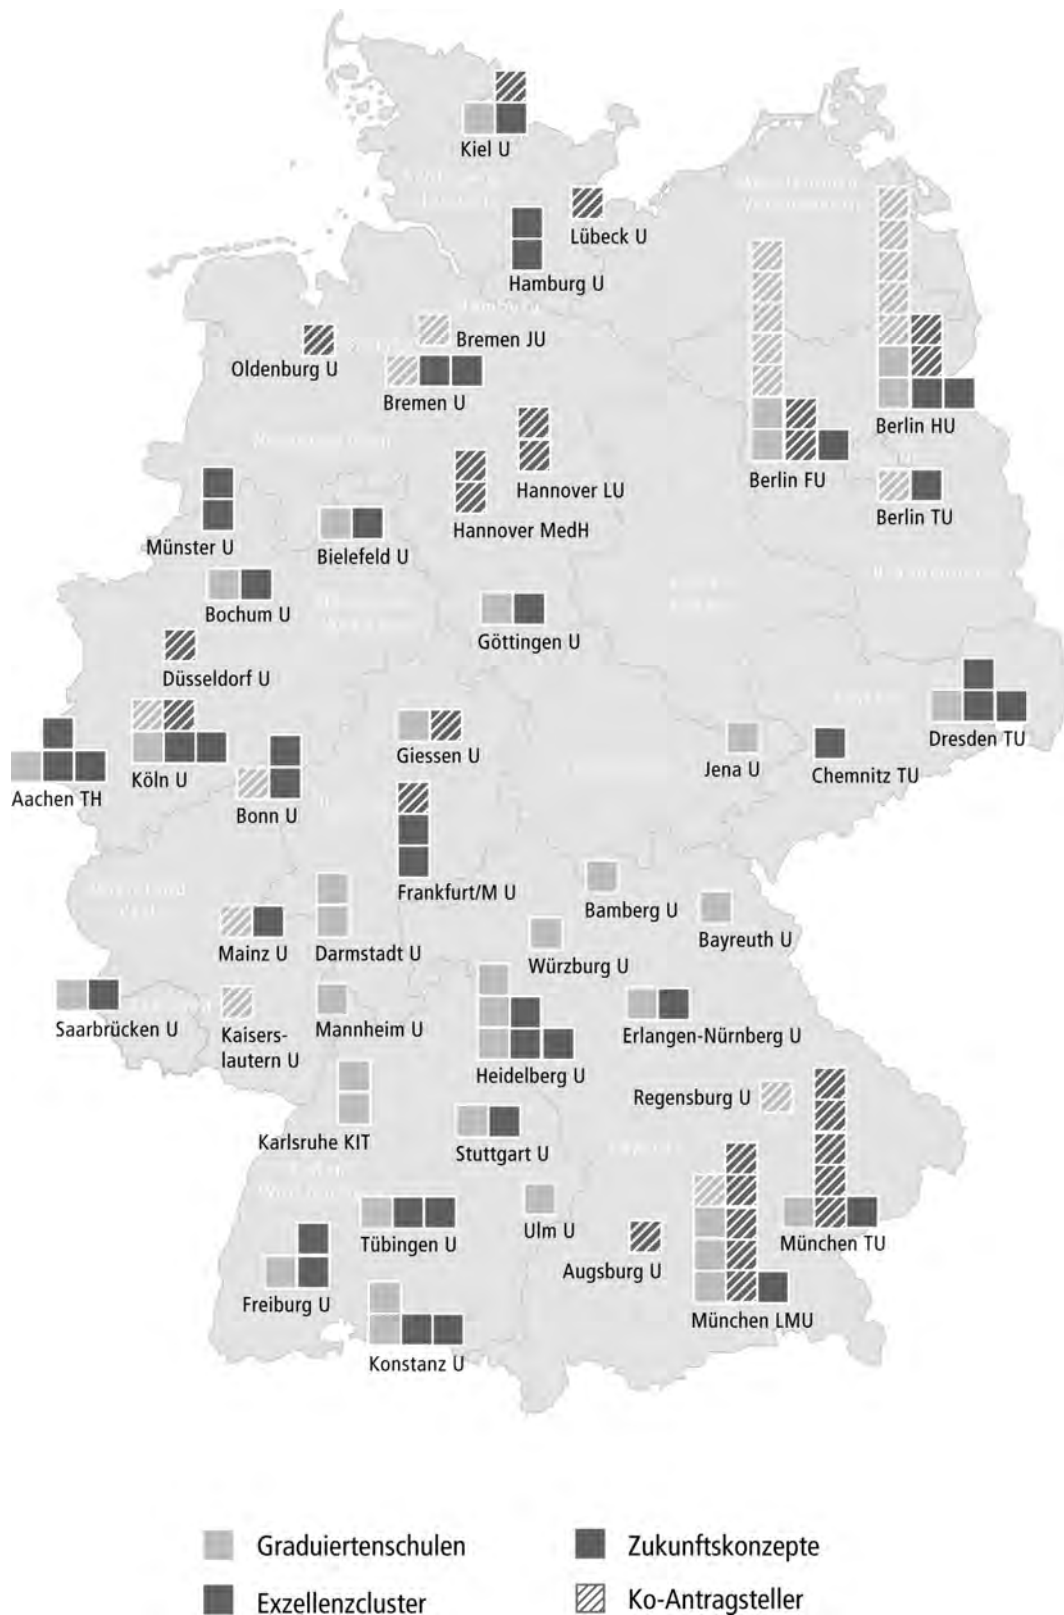 Kiel U
Lübeck U
Hamburg U
Bremen JU
Oldenburg U
Bremen U
Berlin HU
Berlin FU
Hannover LU
Berlin TU
Hannover MedH
Münster U
Bielefeld U
Bochum U
Göttingen U
Düsseldorf U
Dresden TU
Giessen U
Jena U
Chemnitz TU
Köln U
Aachen TH
Bonn U
Frankfurt/M U
Bamberg U
Bayreuth U
Mainz U
Darmstadt U
Würzburg U
Saarbrücken U
Kaisers-
lautern U
Mannheim U
Erlangen-Nürnberg U
Heidelberg U
Regensburg U
Karlsruhe KIT
Stuttgart U
Ulm U
Tübingen U
München TU
Augsburg U
Freiburg U
München LMU
Konstanz U
Graduiertenschulen
Zukunftskonzepte
Exzellenzcluster
Ko-Antragsteller